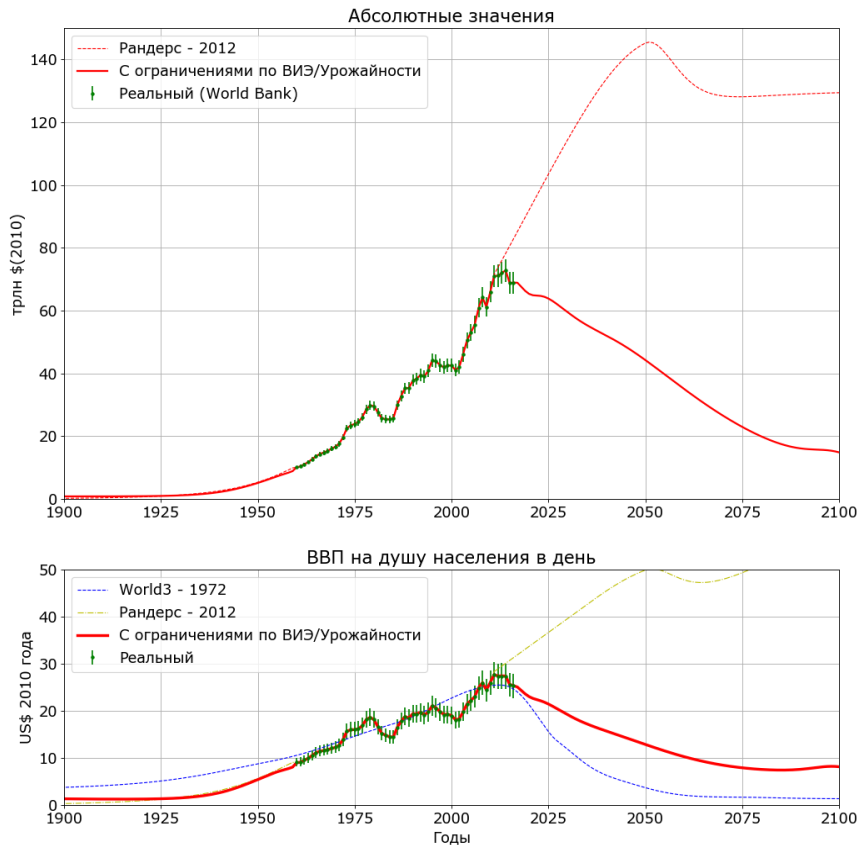 Абсолютные значения
140
120
100
80
60
40
20
0
трлн $(2010)
Рандерс - 2012
С ограничениями по ВИЭ/Урожайности
Реальный (World Bank)
1900 1925 1950 1975 2000 2025 2050 2075 2100
ВВП на душу населения в день
50
40
30
20
10
0
US$ 2010 года
World3 - 1972
Рандерс - 2012
С ограничениями по ВИЭ/Урожайности
Реальный
1900 1925 1950 1975 2000 2025 2050 2075 2100
Годы